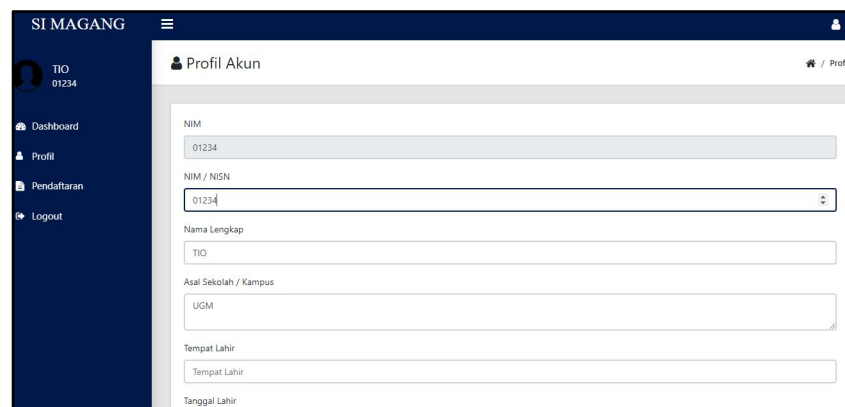 SI MAGANG
TIO
01234
Dashboard
Profil
Pendaftaran
Logout
Profil Akun
/ Prof
NIM
01234
NIM / NISN
01234
Nama Lengkap
TIO
Asal Sekolah / Kampus
UGM
Tempat Lahir
Tempat Lahir
Tanggal Lahir